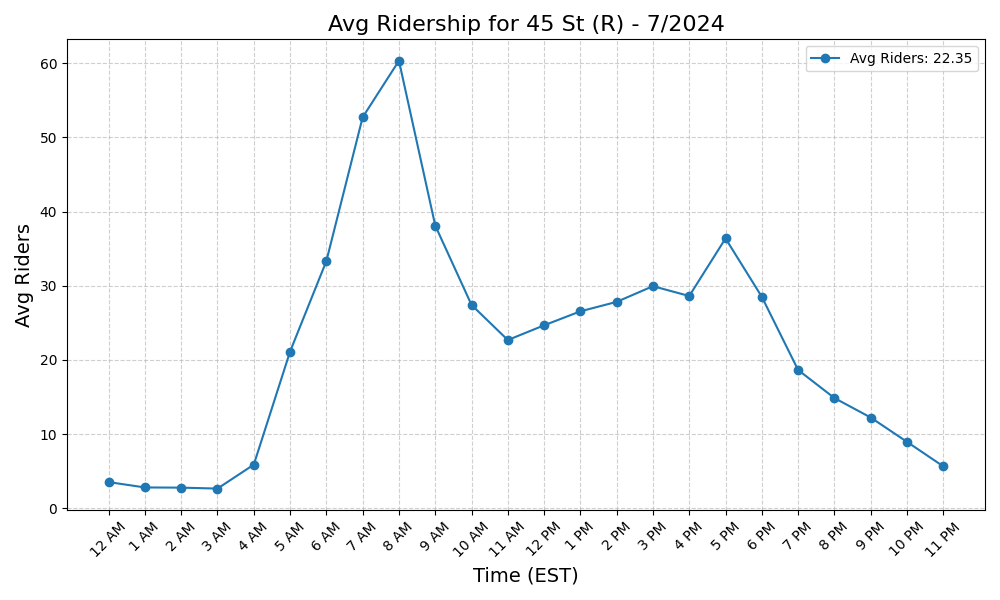 Avg Ridership for 45 St (R) - 7/2024
Avg Riders: 22.35
Avg Riders
60
50
40
30
20
10
0
12 AM
1 AM
2 AM
3 AM
4 AM
5 AM
6 AM
7 AM
8 AM
9 AM
10 AM
11 AM
12 PM
1 PM
2 PM
3 PM
4 PM
5 PM
6 PM
7 PM
8 PM
9 PM
10 PM
11 PM
Time (EST)